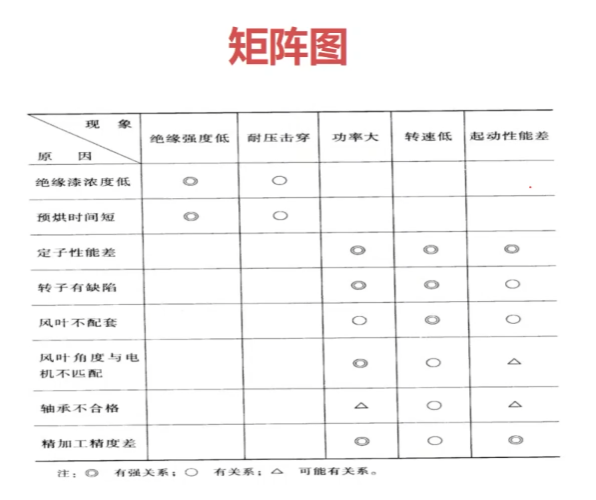 矩阵图
现 象
原 因
绝缘强度低 耐压击穿 功率大 转速低 起动性能差
绝缘漆浓度低 ◎ ○
预烘时间短 ◎ ○
定子性能差 ◎ ◎ ◎
转子有缺陷 ◎ ◎ ○
风叶不配套 ○ ◎ ○
风叶角度与电
机不匹配 ◎ ○ △
轴承不合格 △ ○ △
精加工精度差 ◎ ○ ◎
注：◎ 有强关系；○ 有关系；△ 可能有关系。